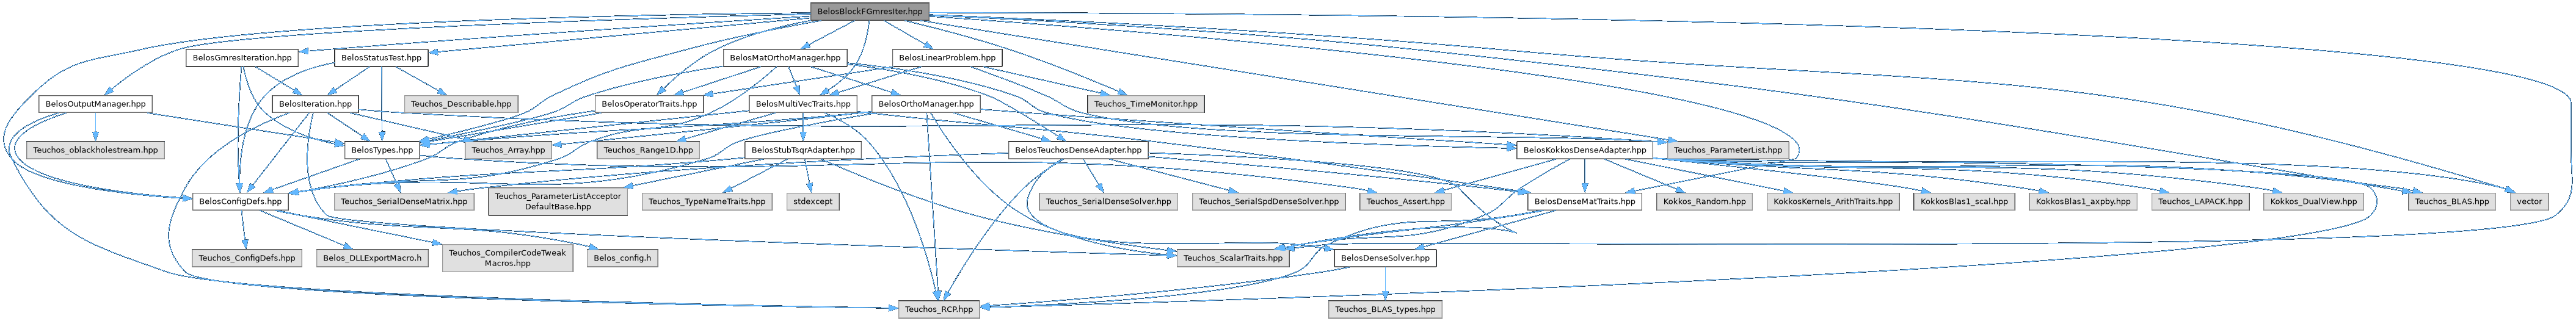 BelosBlockFGmresIter.hpp
BelosGmresIteration.hpp
BelosStatusTest.hpp
BelosMatOrthoManager.hpp
BelosLinearProblem.hpp
BelosOutputManager.hpp
BelosIteration.hpp
Teuchos_Describable.hpp
BelosOperatorTraits.hpp
BelosMultiVecTraits.hpp
BelosOrthoManager.hpp
Teuchos_TimeMonitor.hpp
Teuchos_oblackholestream.hpp
BelosTypes.hpp
Teuchos_Array.hpp
Teuchos_Range1D.hpp
BelosStubTsqrAdapter.hpp
BelosTeuchosDenseAdapter.hpp
BelosKokkosDenseAdapter.hpp
Teuchos_ParameterList.hpp
BelosConfigDefs.hpp
Teuchos_SerialDenseMatrix.hpp
Teuchos_ParameterListAcceptor
DefaultBase.hpp
Teuchos_TypeNameTraits.hpp
stdexcept
Teuchos_SerialDenseSolver.hpp
Teuchos_SerialSpdDenseSolver.hpp
Teuchos_Assert.hpp
BelosDenseMatTraits.hpp
Kokkos_Random.hpp
KokkosKernels_ArithTraits.hpp
KokkosBlas1_scal.hpp
KokkosBlas1_axpby.hpp
Teuchos_LAPACK.hpp
Kokkos_DualView.hpp
Teuchos_BLAS.hpp
vector
Teuchos_ConfigDefs.hpp
Belos_DLLExportMacro.h
Teuchos_CompilerCodeTweak
Macros.hpp
Belos_config.h
Teuchos_ScalarTraits.hpp
BelosDenseSolver.hpp
Teuchos_RCP.hpp
Teuchos_BLAS_types.hpp